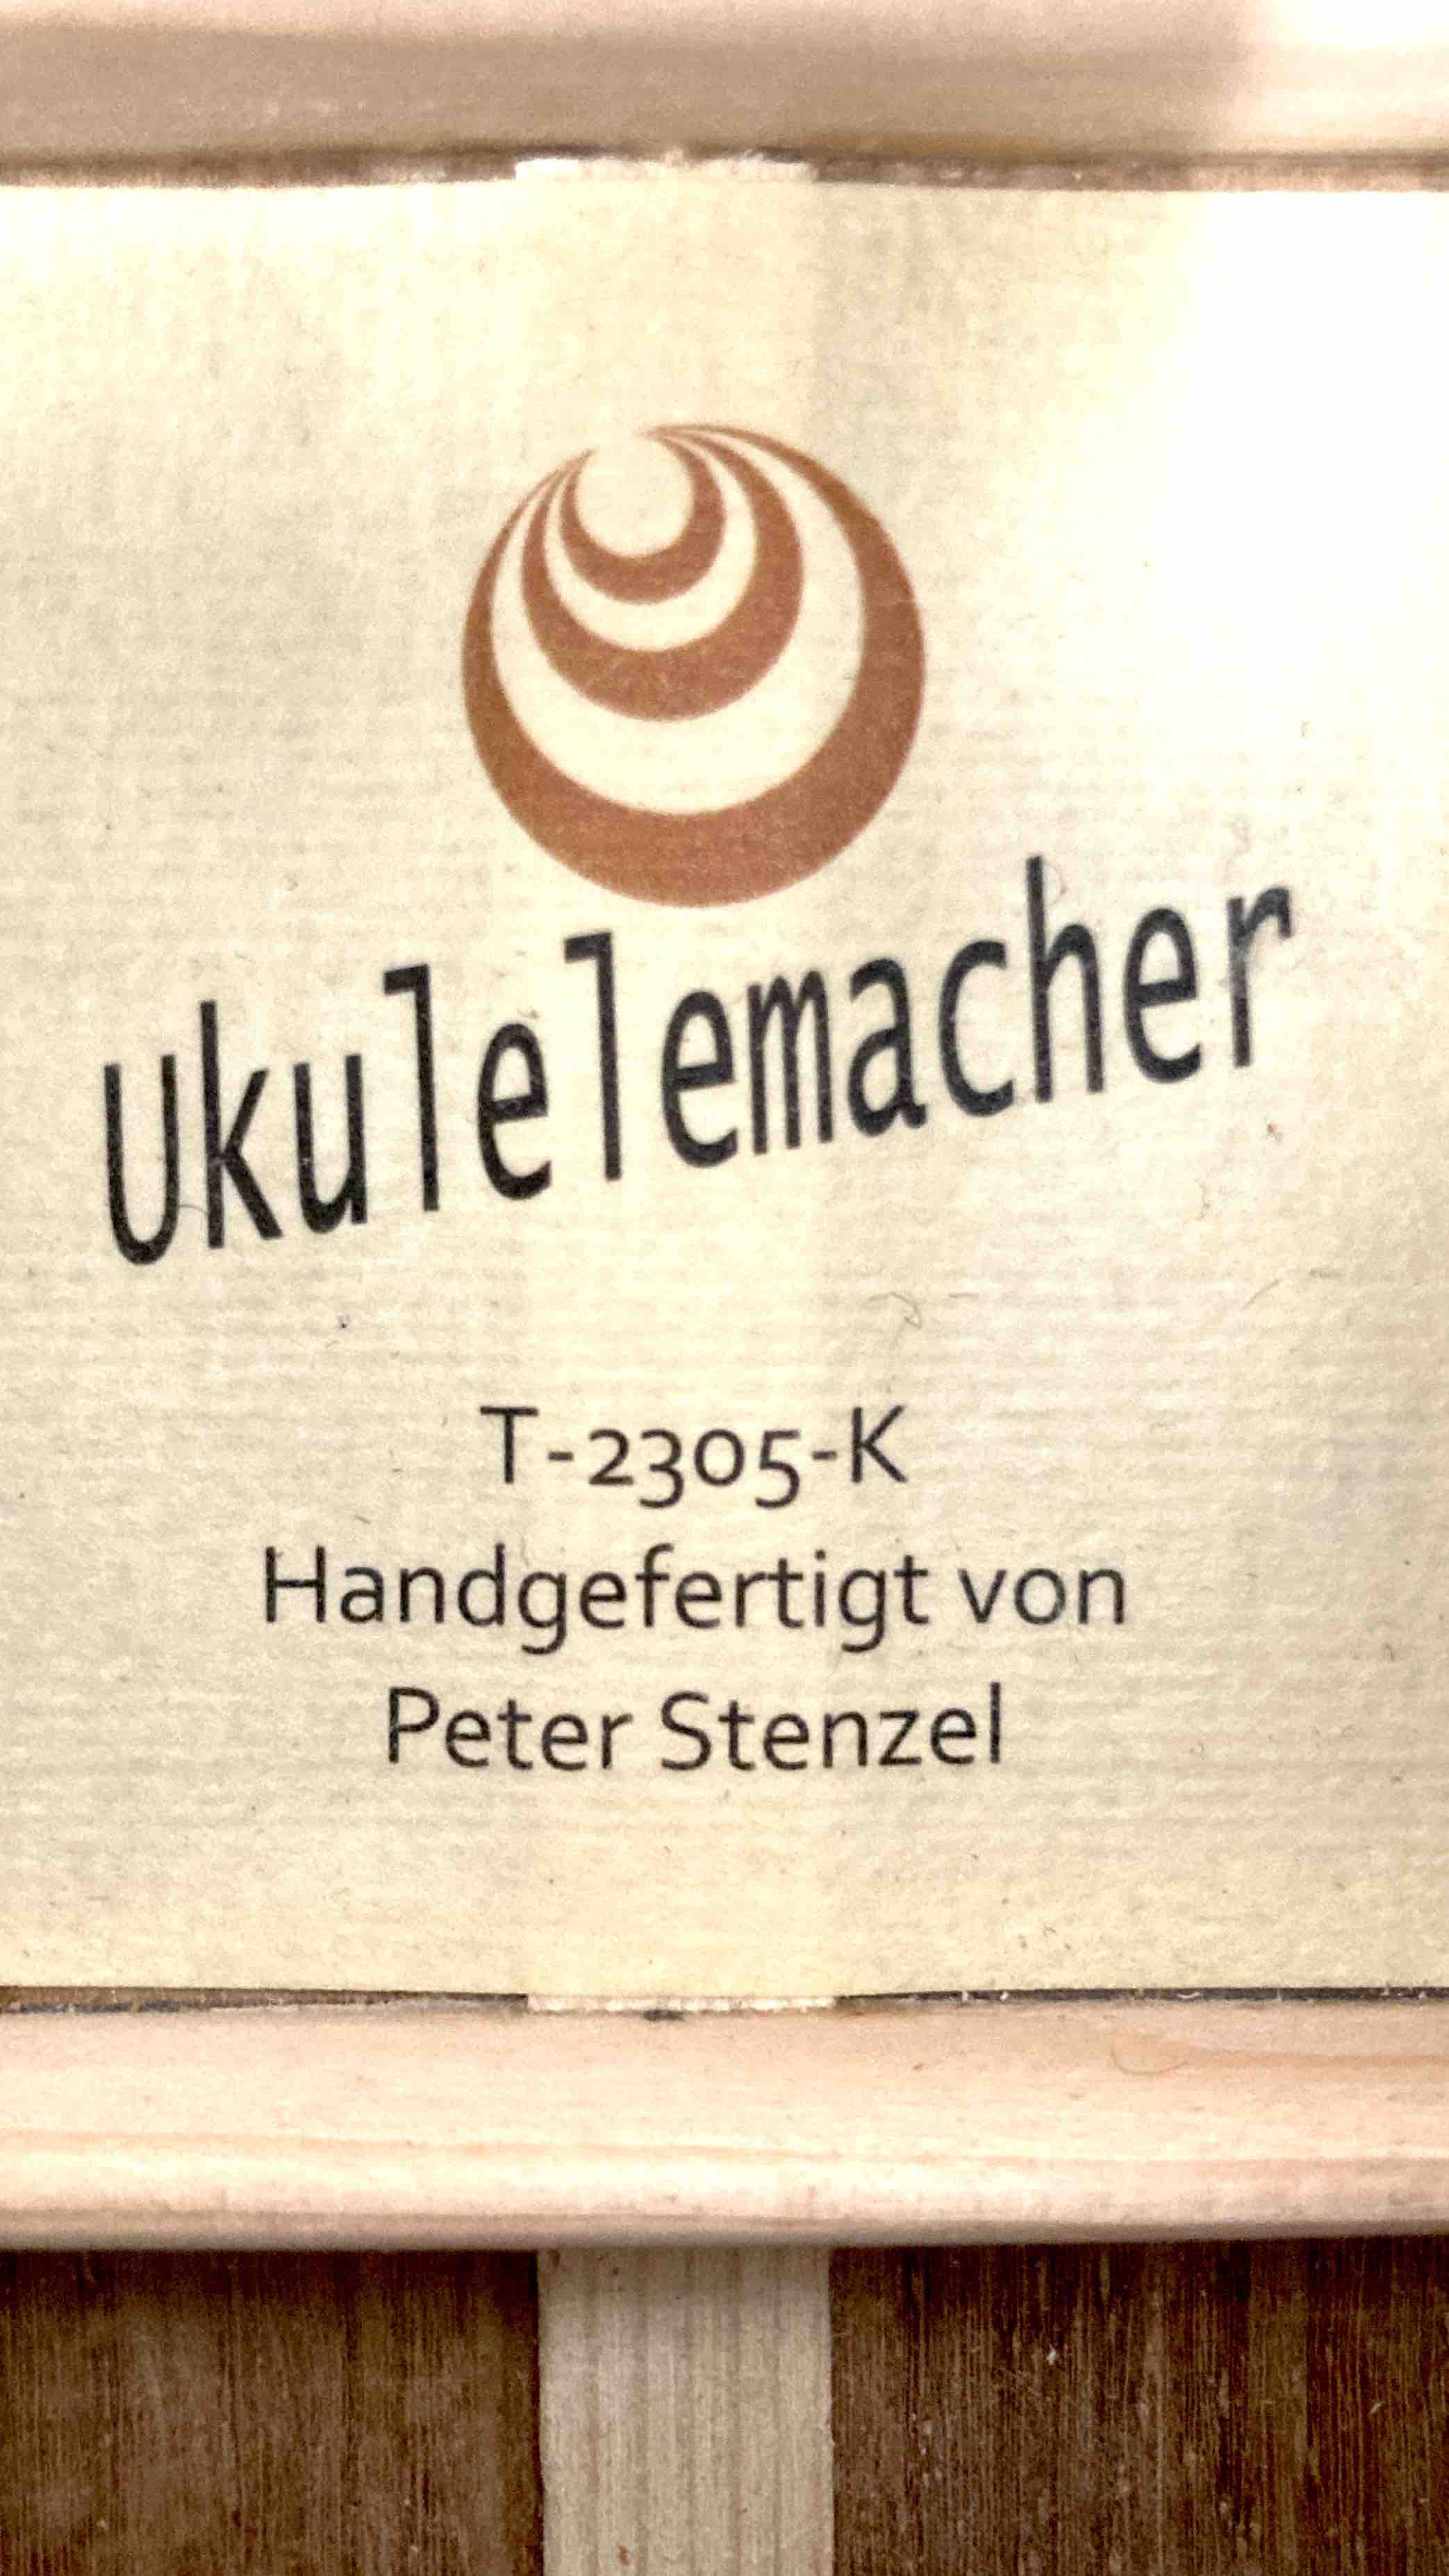 Ukulelemacher
T-2305-K
Handgefertigt von
Peter Stenzel